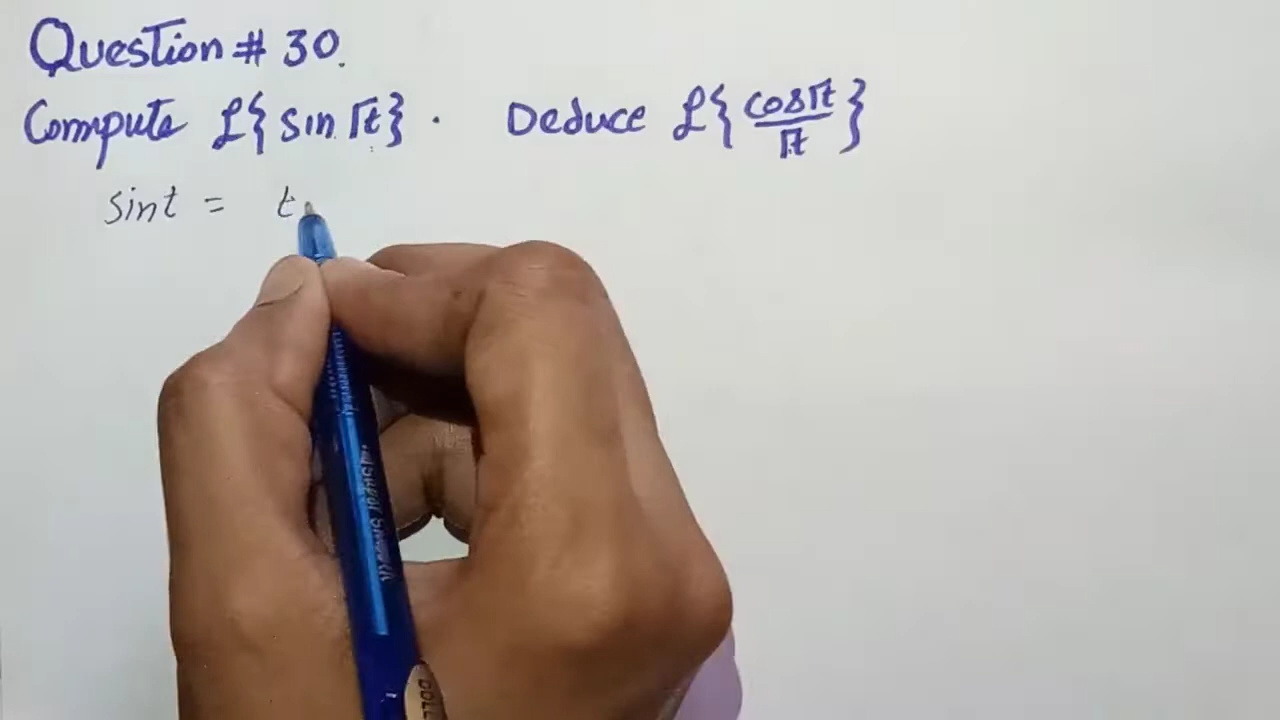 Question # 30.
Compute ℒ{sin √t}. Deduce ℒ{cos√t/√t}
sint = t